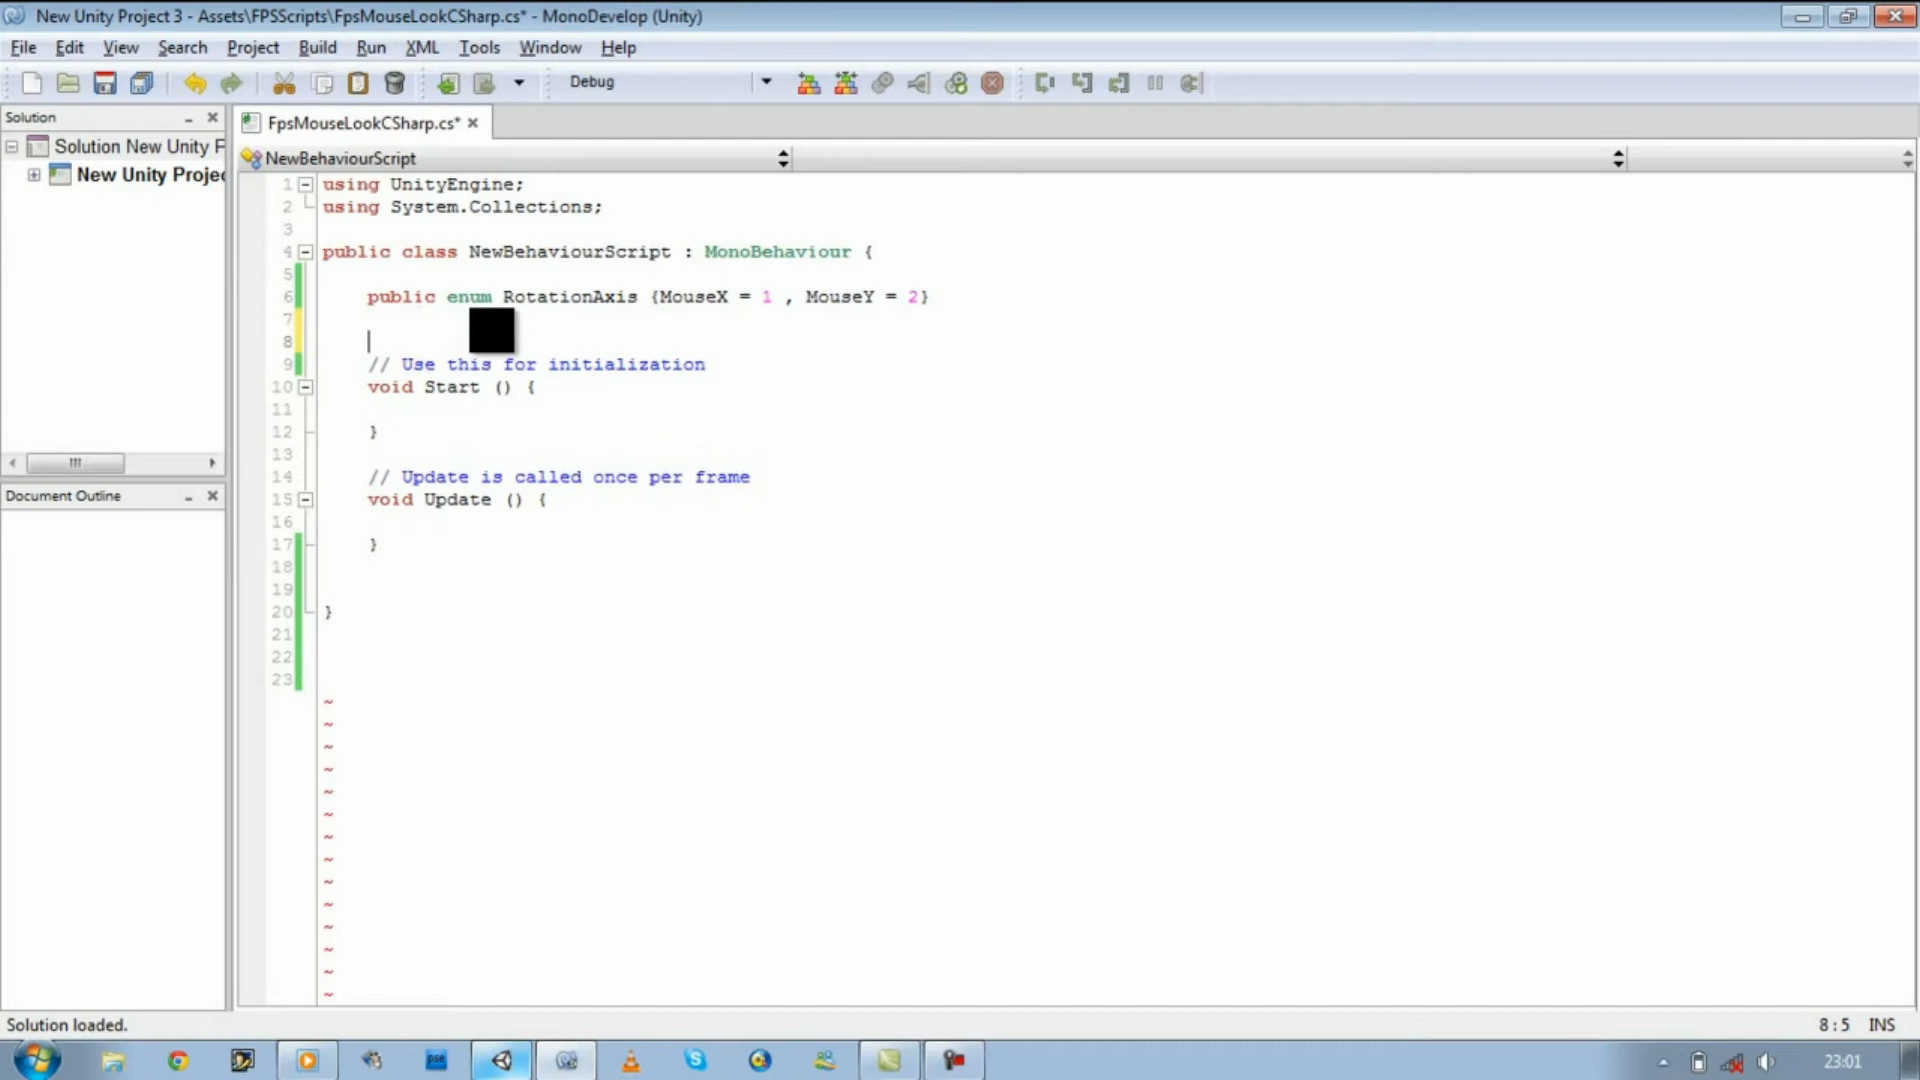 New Unity Project 3 - Assets\FPSScripts\FpsMouseLookCSharp.cs* - MonoDevelop (Unity)
File Edit View Search Project Build Run XML Tools Window Help
Debug
Solution
FpsMouseLookCSharp.cs*
Solution New Unity F
NewBehaviourScript
New Unity Projec
1 using UnityEngine;
2 using System.Collections;
3
4 public class NewBehaviourScript : MonoBehaviour {
5
6 public enum RotationAxis {MouseX = 1 , MouseY = 2}
7
8
9 // Use this for initialization
10 void Start () {
11
12 }
13
14 // Update is called once per frame
15 void Update () {
16
17 }
18
19
20 }
21
22
23
~
~
~
~
~
~
~
~
~
~
~
~
~
~
Document Outline
Solution loaded.
8 : 5 INS
pse
23:01